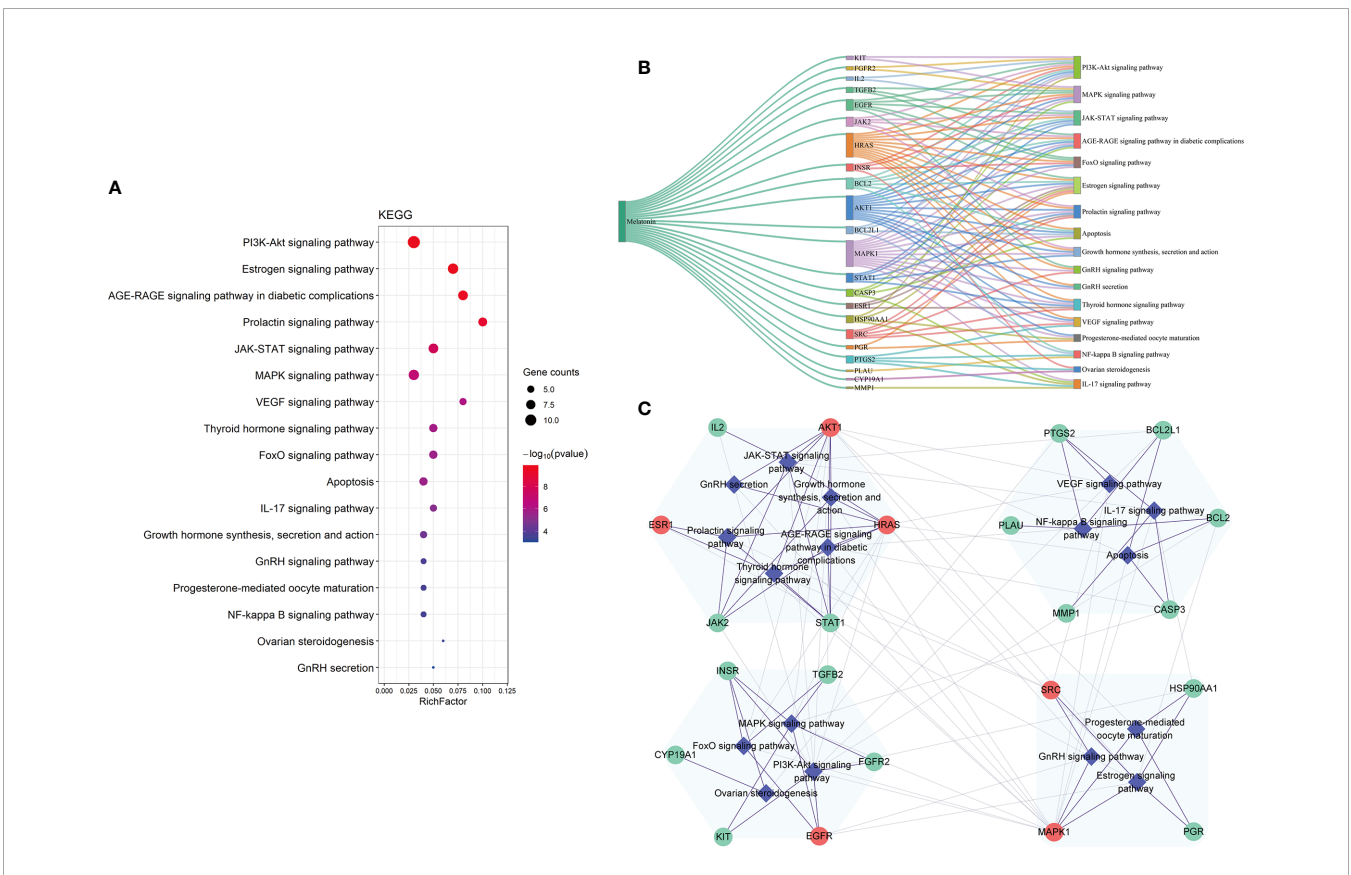 A
KEGG
PI3K-Akt signaling pathway
Estrogen signaling pathway
AGE-RAGE signaling pathway in diabetic complications
Prolactin signaling pathway
JAK-STAT signaling pathway
MAPK signaling pathway
VEGF signaling pathway
Thyroid hormone signaling pathway
FoxO signaling pathway
Apoptosis
IL-17 signaling pathway
Growth hormone synthesis, secretion and action
GnRH signaling pathway
Progesterone-mediated oocyte maturation
NF-kappa B signaling pathway
Ovarian steroidogenesis
GnRH secretion
0.000 0.025 0.050 0.075 0.100 0.125
RichFactor
Gene counts
5.0
7.5
10.0
−log10(pvalue)
8
6
4
B
Melatonin
KIT
FGFR2
IL2
TGFB2
EGFR
JAK2
HRAS
INSR
BCL2
AKT1
BCL2L1
MAPK1
STAT1
CASP3
ESR1
HSP90AA1
SRC
PGR
PTGS2
PLAU
CYP19A1
MMP1
PI3K-Akt signaling pathway
MAPK signaling pathway
JAK-STAT signaling pathway
AGE-RAGE signaling pathway in diabetic complications
FoxO signaling pathway
Estrogen signaling pathway
Prolactin signaling pathway
Apoptosis
Growth hormone synthesis, secretion and action
GnRH signaling pathway
GnRH secretion
Thyroid hormone signaling pathway
VEGF signaling pathway
Progesterone-mediated oocyte maturation
NF-kappa B signaling pathway
Ovarian steroidogenesis
IL-17 signaling pathway
C
IL2
AKT1
JAK-STAT signaling
pathway
GnRH secretion
Growth hormone
synthesis, secretion and
action
ESR1
HRAS
Prolactin signaling
pathway
AGE-RAGE signaling
pathway in diabetic
complications
Thyroid hormone
signaling pathway
JAK2
STAT1
PTGS2
BCL2L1
VEGF signaling pathway
IL-17 signaling pathway
PLAU
NF-kappa B signaling
pathway
BCL2
Apoptosis
MMP1
CASP3
INSR
TGFB2
MAPK signaling pathway
CYP19A1
FoxO signaling pathway
PI3K-Akt signaling
pathway
FGFR2
Ovarian steroidogenesis
KIT
EGFR
SRC
HSP90AA1
Progesterone-mediated
oocyte maturation
GnRH signaling pathway
Estrogen signaling
pathway
MAPK1
PGR